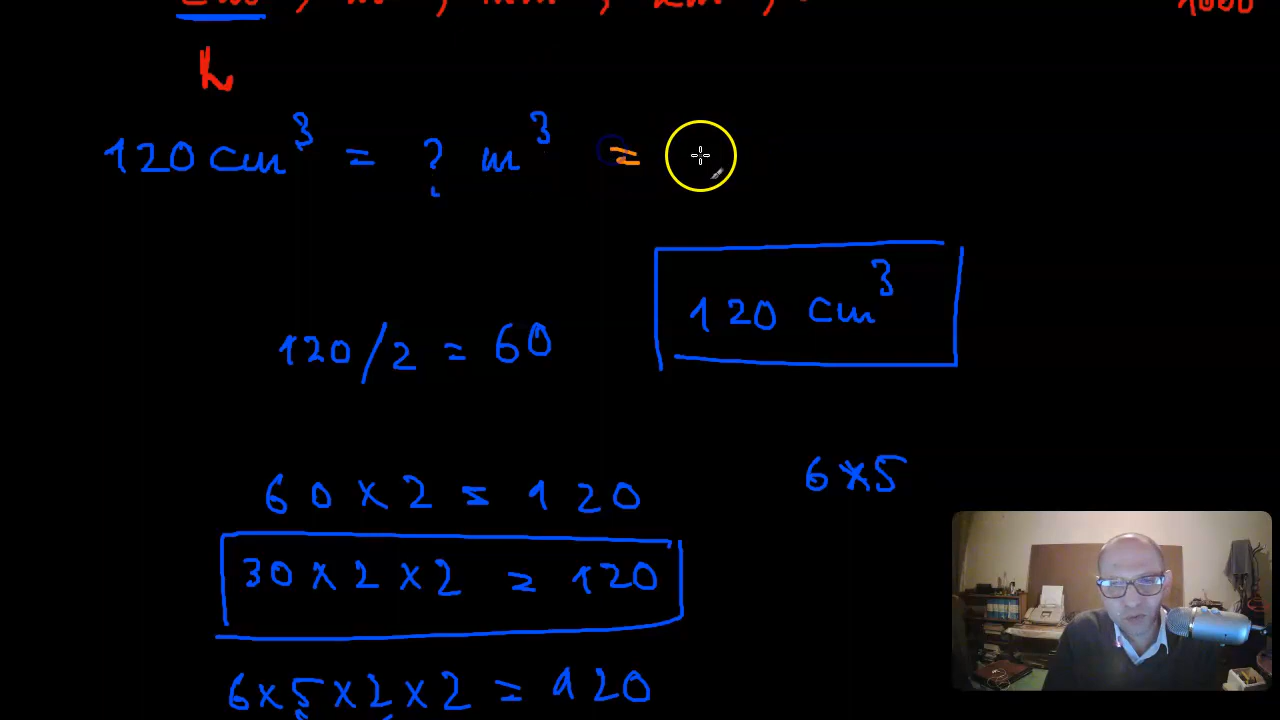 1000
120 cm³ = ? m³ =
120 cm³
120/2 = 60
6 × 5
60 × 2 = 120
30 × 2 × 2 = 120
6 × 5 × 2 × 2 = 120